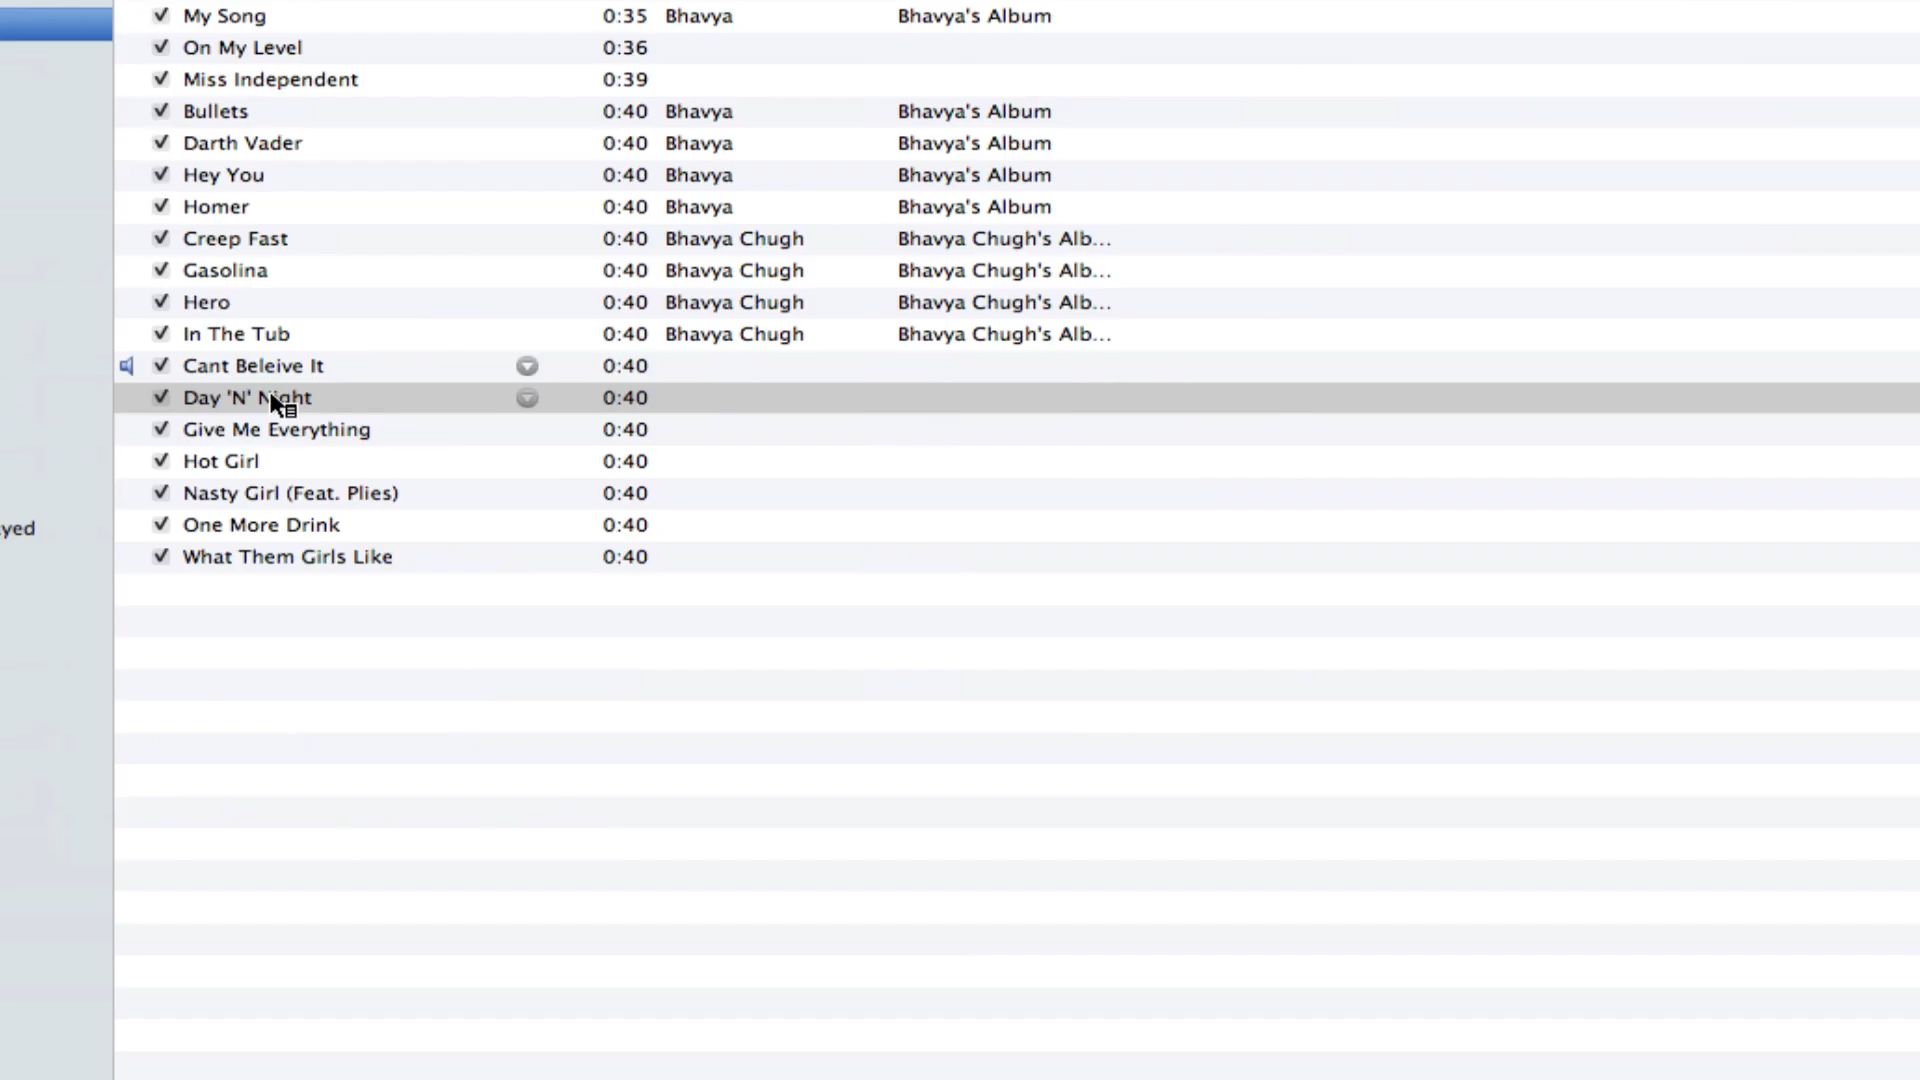 My Song 0:35 Bhavya Bhavya's Album
On My Level 0:36
Miss Independent 0:39
Bullets 0:40 Bhavya Bhavya's Album
Darth Vader 0:40 Bhavya Bhavya's Album
Hey You 0:40 Bhavya Bhavya's Album
Homer 0:40 Bhavya Bhavya's Album
Creep Fast 0:40 Bhavya Chugh Bhavya Chugh's Alb...
Gasolina 0:40 Bhavya Chugh Bhavya Chugh's Alb...
Hero 0:40 Bhavya Chugh Bhavya Chugh's Alb...
In The Tub 0:40 Bhavya Chugh Bhavya Chugh's Alb...
Cant Beleive It 0:40
Day 'N' Night 0:40
Give Me Everything 0:40
Hot Girl 0:40
Nasty Girl (Feat. Plies) 0:40
One More Drink 0:40
yed
What Them Girls Like 0:40